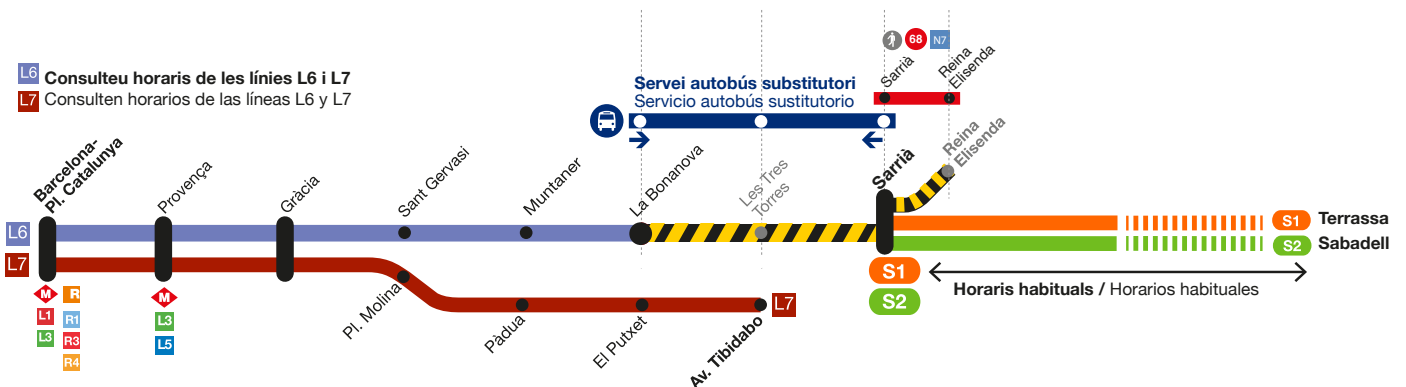 L6 Consulteu horaris de les línies L6 i L7
L7 Consulten horarios de las líneas L6 y L7
Servei autobús substitutori
Servicio autobús sustitutorio
68 N7
Sarrià
Reina
Elisenda
Barcelona-
Pl. Catalunya
Provença
Gràcia
Sant Gervasi
Muntaner
La Bonanova
Les Tres
Torres
Sarrià
Reina
Elisenda
L6
L7
S1 Terrassa
S2 Sabadell
S1
S2
Horaris habituals / Horarios habituales
M R
L1 R1
L3 R3
R4
M
L3
L5
Pl. Molina
Pàdua
El Putxet
Av. Tibidabo
L7